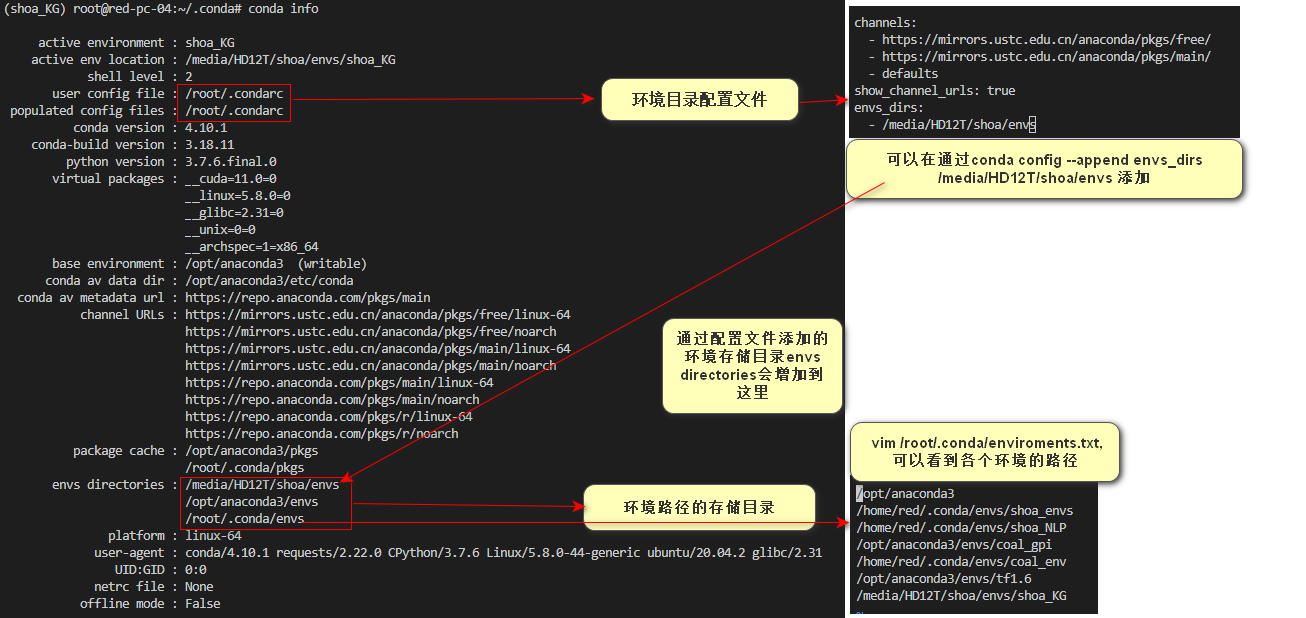 (shoa_KG) root@red-pc-04:~/.conda# conda info
active environment : shoa_KG
active env location : /media/HD12T/shoa/envs/shoa_KG
shell level : 2
user config file : /root/.condarc
populated config files : /root/.condarc
conda version : 4.10.1
conda-build version : 3.18.11
python version : 3.7.6.final.0
virtual packages : __cuda=11.0=0
__linux=5.8.0=0
__glibc=2.31=0
__unix=0=0
__archspec=1=x86_64
base environment : /opt/anaconda3  (writable)
conda av data dir : /opt/anaconda3/etc/conda
conda av metadata url : https://repo.anaconda.com/pkgs/main
channel URLs : https://mirrors.ustc.edu.cn/anaconda/pkgs/free/linux-64
https://mirrors.ustc.edu.cn/anaconda/pkgs/free/noarch
https://mirrors.ustc.edu.cn/anaconda/pkgs/main/linux-64
https://mirrors.ustc.edu.cn/anaconda/pkgs/main/noarch
https://repo.anaconda.com/pkgs/main/linux-64
https://repo.anaconda.com/pkgs/main/noarch
https://repo.anaconda.com/pkgs/r/linux-64
https://repo.anaconda.com/pkgs/r/noarch
package cache : /opt/anaconda3/pkgs
/root/.conda/pkgs
envs directories : /media/HD12T/shoa/envs
/opt/anaconda3/envs
/root/.conda/envs
platform : linux-64
user-agent : conda/4.10.1 requests/2.22.0 CPython/3.7.6 Linux/5.8.0-44-generic ubuntu/20.04.2 glibc/2.31
UID:GID : 0:0
netrc file : None
offline mode : False
环境目录配置文件
channels:
- https://mirrors.ustc.edu.cn/anaconda/pkgs/free/
- https://mirrors.ustc.edu.cn/anaconda/pkgs/main/
- defaults
show_channel_urls: true
envs_dirs:
- /media/HD12T/shoa/envs
可以在通过conda config --append envs_dirs
/media/HD12T/shoa/envs 添加
通过配置文件添加的
环境存储目录envs
directories会增加到
这里
环境路径的存储目录
vim /root/.conda/enviroments.txt,
可以看到各个环境的路径
/opt/anaconda3
/home/red/.conda/envs/shoa_envs
/home/red/.conda/envs/shoa_NLP
/opt/anaconda3/envs/coal_gpi
/home/red/.conda/envs/coal_env
/opt/anaconda3/envs/tf1.6
/media/HD12T/shoa/envs/shoa_KG